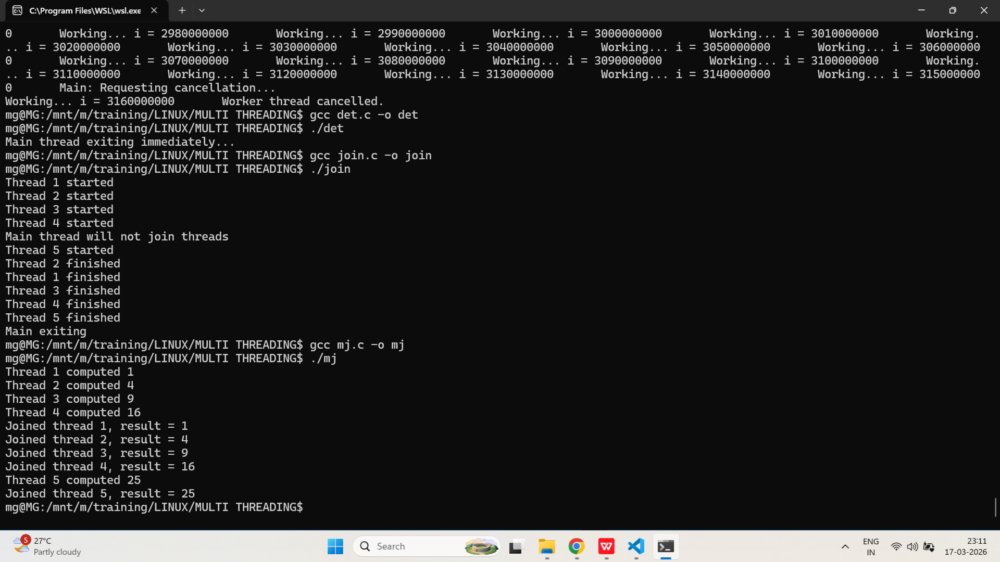 C:\Program Files\WSL\wsl.exe
0       Working... i = 2980000000       Working... i = 2990000000       Working... i = 3000000000       Working... i = 3010000000       Working.
.. i = 3020000000       Working... i = 3030000000       Working... i = 3040000000       Working... i = 3050000000       Working... i = 306000000
0       Working... i = 3070000000       Working... i = 3080000000       Working... i = 3090000000       Working... i = 3100000000       Working.
.. i = 3110000000       Working... i = 3120000000       Working... i = 3130000000       Working... i = 3140000000       Working... i = 315000000
0       Main: Requesting cancellation...
Working... i = 3160000000       Worker thread cancelled.
mg@MG:/mnt/m/training/LINUX/MULTI THREADING$ gcc det.c -o det
mg@MG:/mnt/m/training/LINUX/MULTI THREADING$ ./det
Main thread exiting immediately...
mg@MG:/mnt/m/training/LINUX/MULTI THREADING$ gcc join.c -o join
mg@MG:/mnt/m/training/LINUX/MULTI THREADING$ ./join
Thread 1 started
Thread 2 started
Thread 3 started
Thread 4 started
Main thread will not join threads
Thread 5 started
Thread 2 finished
Thread 1 finished
Thread 3 finished
Thread 4 finished
Thread 5 finished
Main exiting
mg@MG:/mnt/m/training/LINUX/MULTI THREADING$ gcc mj.c -o mj
mg@MG:/mnt/m/training/LINUX/MULTI THREADING$ ./mj
Thread 1 computed 1
Thread 2 computed 4
Thread 3 computed 9
Thread 4 computed 16
Joined thread 1, result = 1
Joined thread 2, result = 4
Joined thread 3, result = 9
Joined thread 4, result = 16
Thread 5 computed 25
Joined thread 5, result = 25
mg@MG:/mnt/m/training/LINUX/MULTI THREADING$
5
27°C
Partly cloudy
Search
W
ENG
IN
23:11
17-03-2026